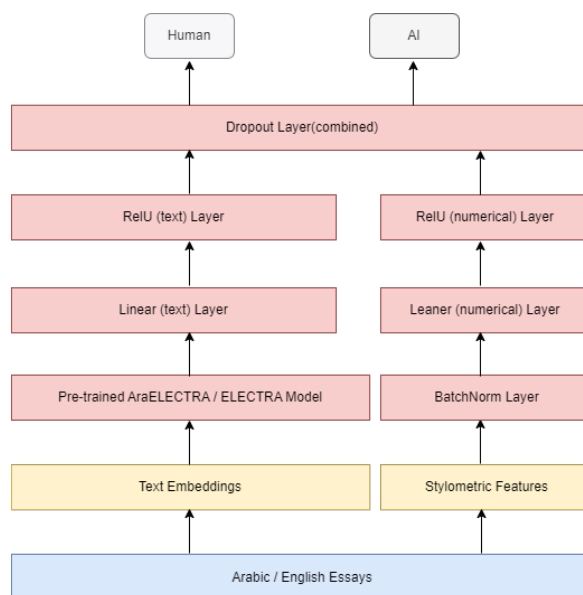 Human
AI
Dropout Layer(combined)
RelU (text) Layer
RelU (numerical) Layer
Linear (text) Layer
Leaner (numerical) Layer
Pre-trained AraELECTRA / ELECTRA Model
BatchNorm Layer
Text Embeddings
Stylometric Features
Arabic / English Essays